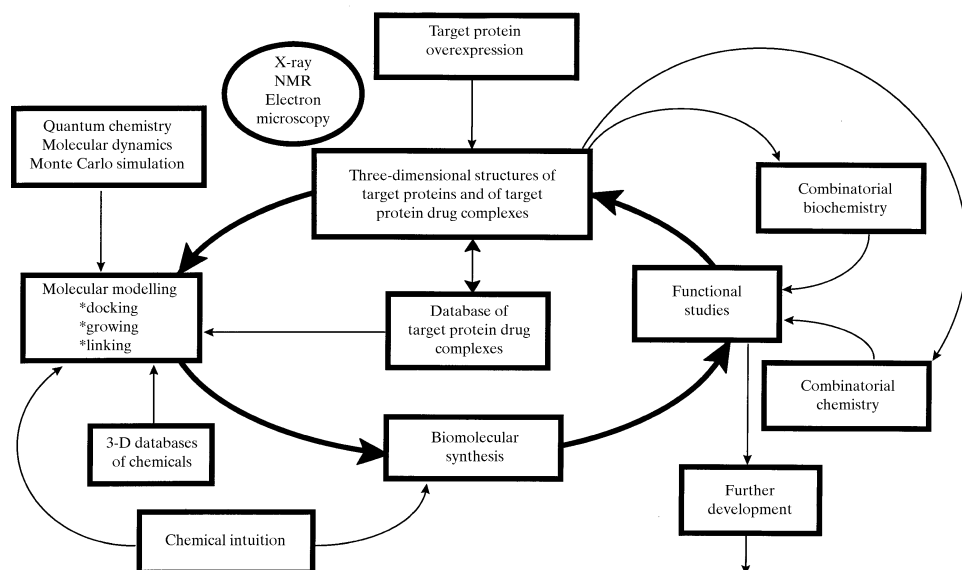 Target protein
overexpression
X-ray
NMR
Electron
microscopy
Quantum chemistry
Molecular dynamics
Monte Carlo simulation
Three-dimensional structures of
target proteins and of target
protein drug complexes
Combinatorial
biochemistry
Molecular modelling
*docking
*growing
*linking
Database of
target protein drug
complexes
Functional
studies
Combinatorial
chemistry
3-D databases
of chemicals
Biomolecular
synthesis
Further
development
Chemical intuition